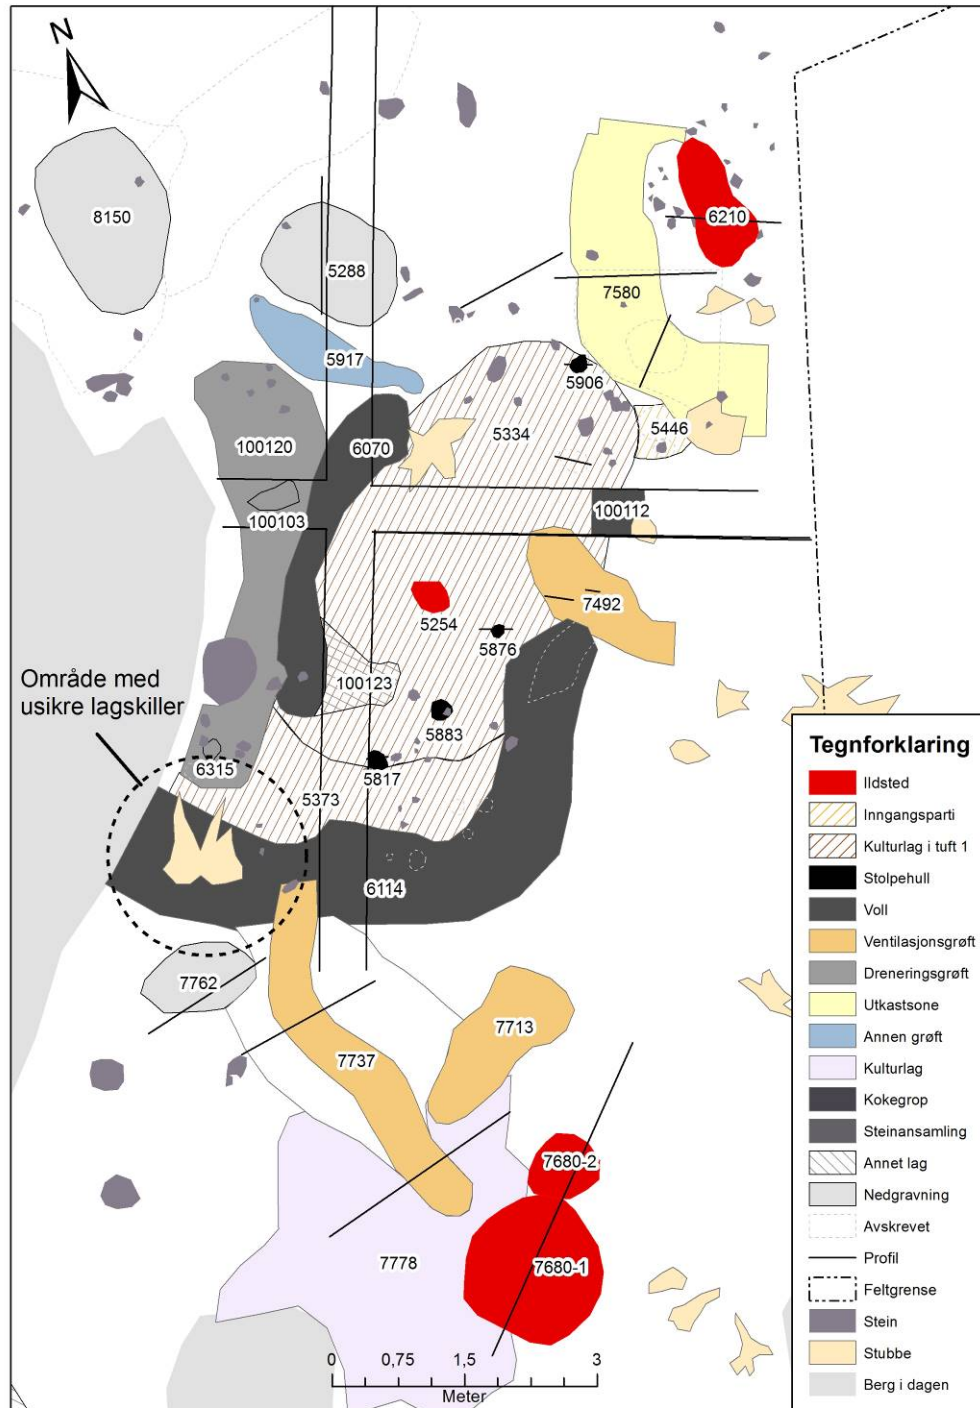 N
8150
5288
6210
7580
5917
5906
5334
5446
100120
6070
100112
100103
7492
5254
5876
100123
5883
Område med
usikre lagskiller
6315
5373
5817
6114
7762
7713
7737
7680-2
7778
7680-1
0 0,75 1,5 3
Meter
Tegnforklaring
Ildsted
Inngangsparti
Kulturlag i tuft 1
Stolpehull
Voll
Ventilasjonsgrøft
Dreneringsgrøft
Utkastsone
Annen grøft
Kulturlag
Kokegrop
Steinansamling
Annet lag
Nedgravning
Avskrevet
Profil
Feltgrense
Stein
Stubbe
Berg i dagen